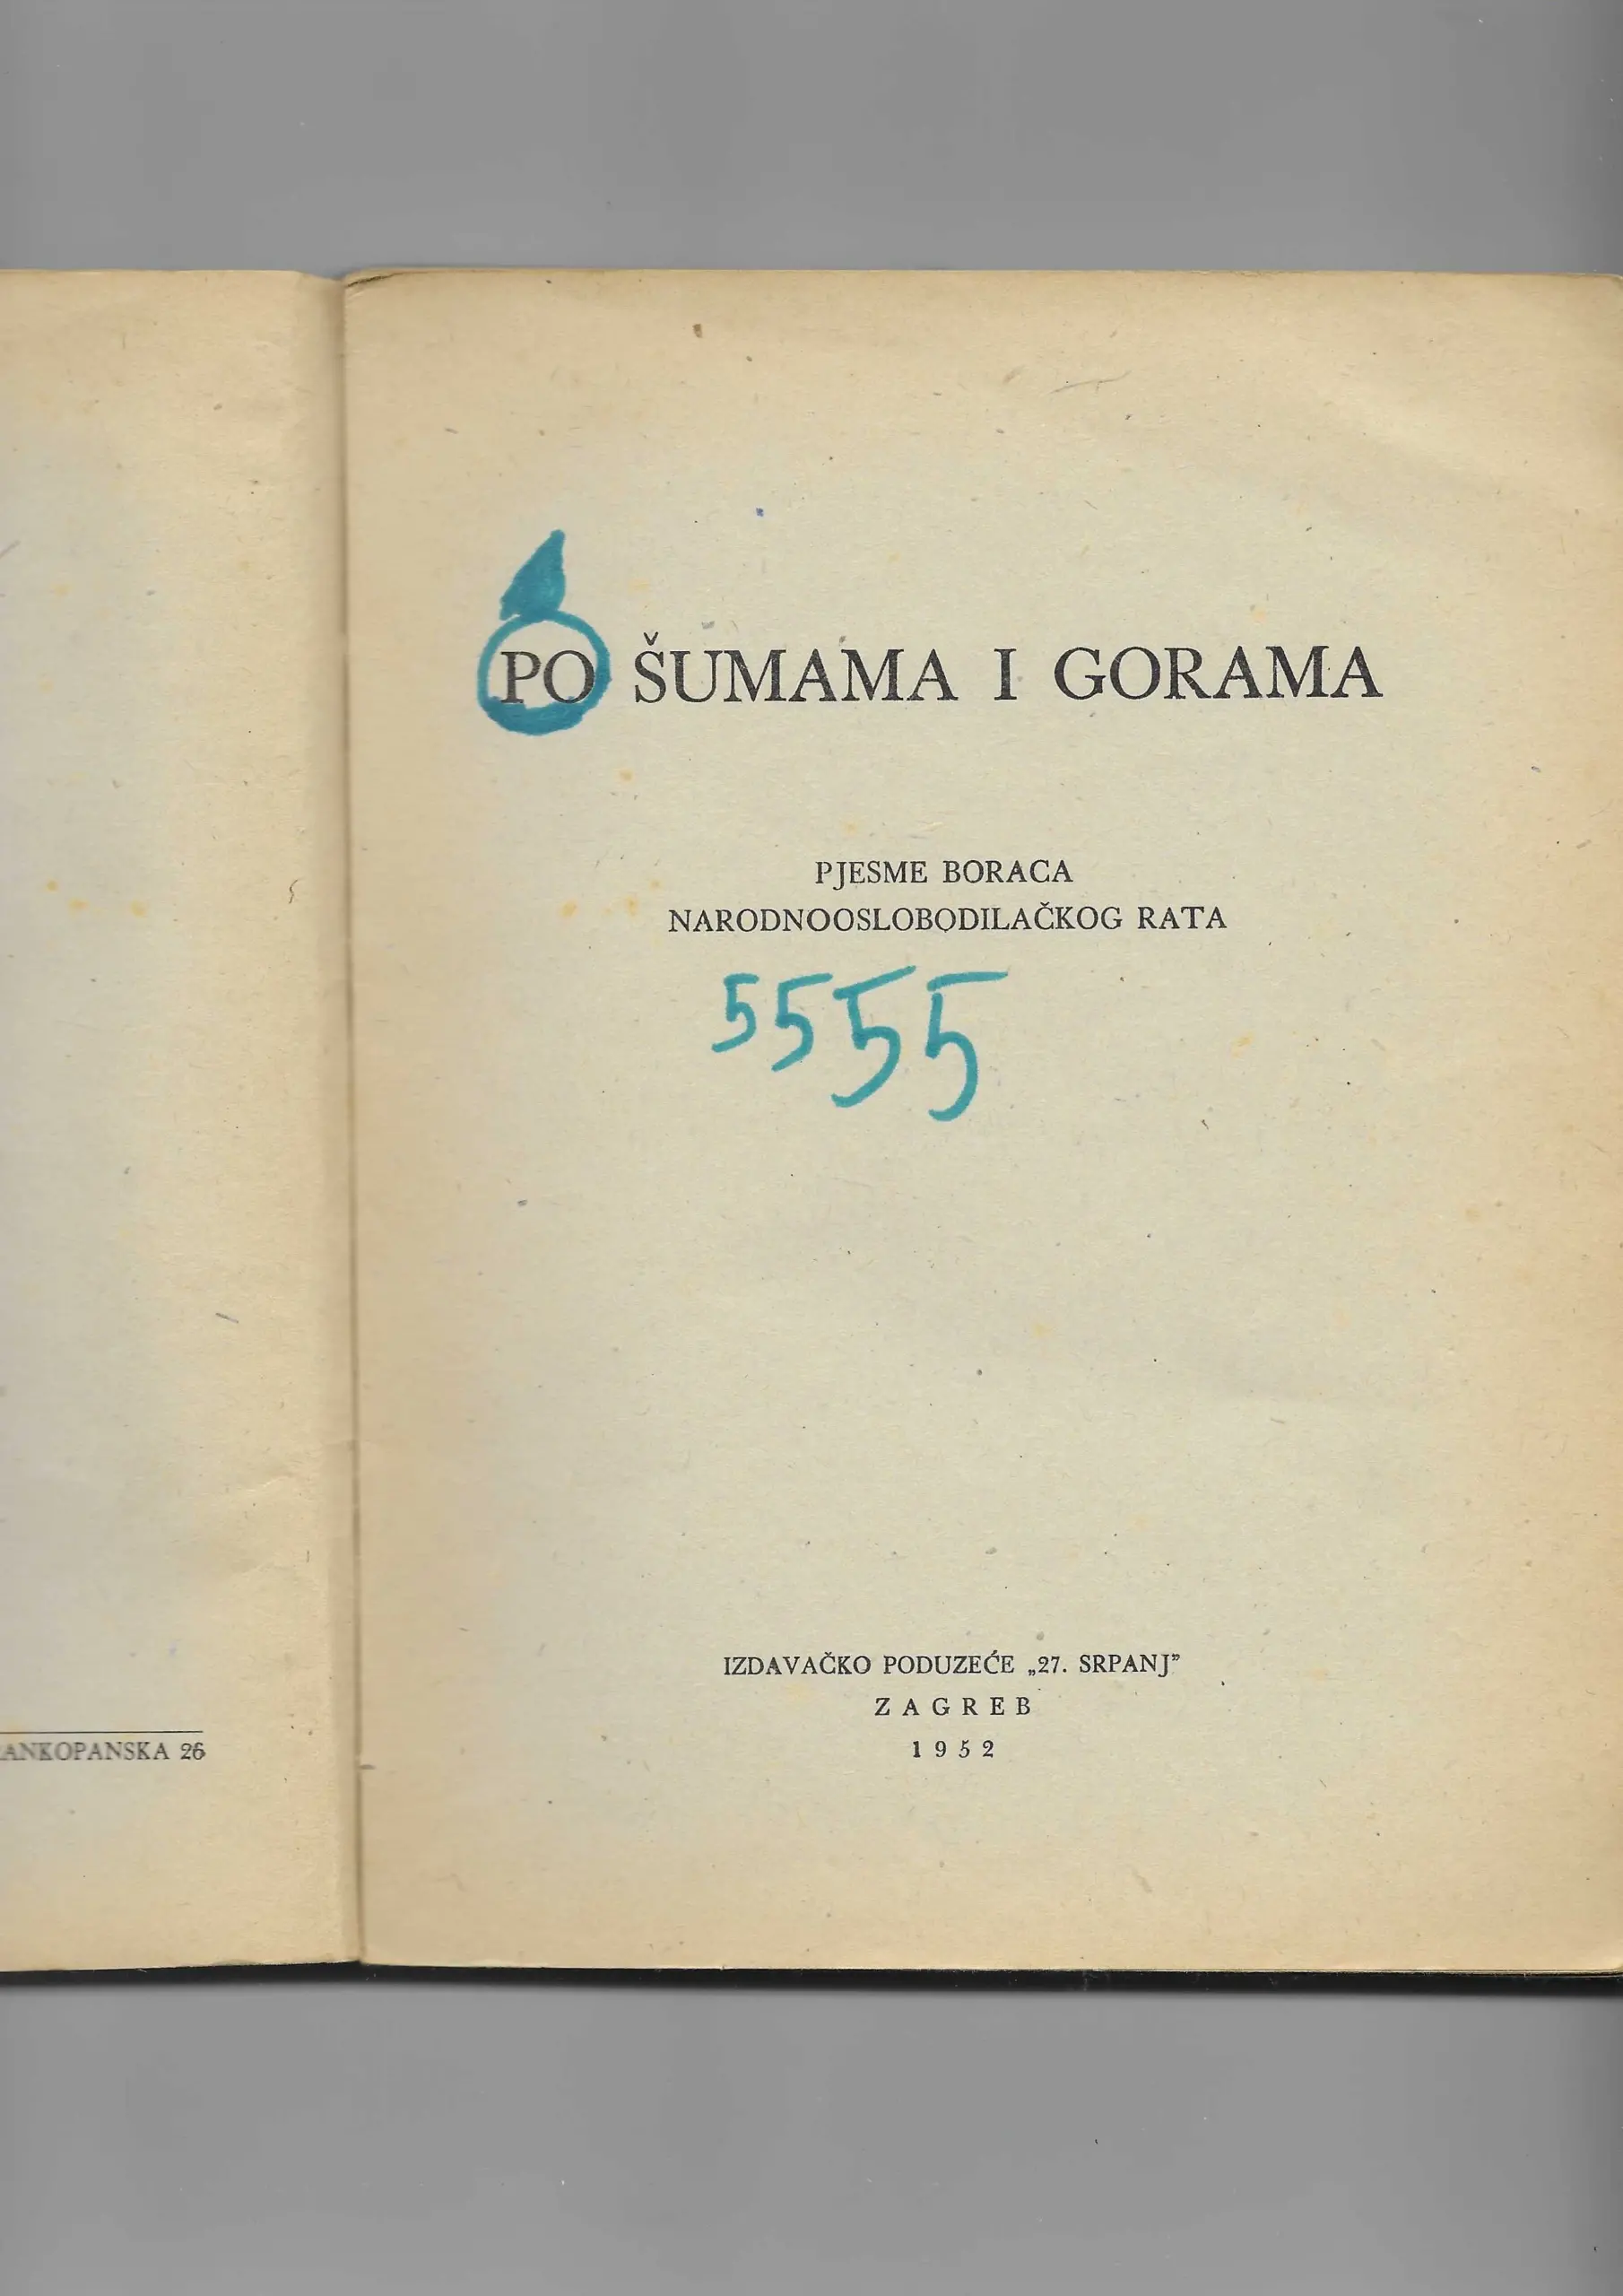 PO ŠUMAMA I GORAMA
PJESME BORACA
NARODNOOSLOBODILAČKOG RATA
5555
IZDAVAČKO PODUZEĆE „27. SRPANJ”
ZAGREB
1952
ANKOPANSKA 26